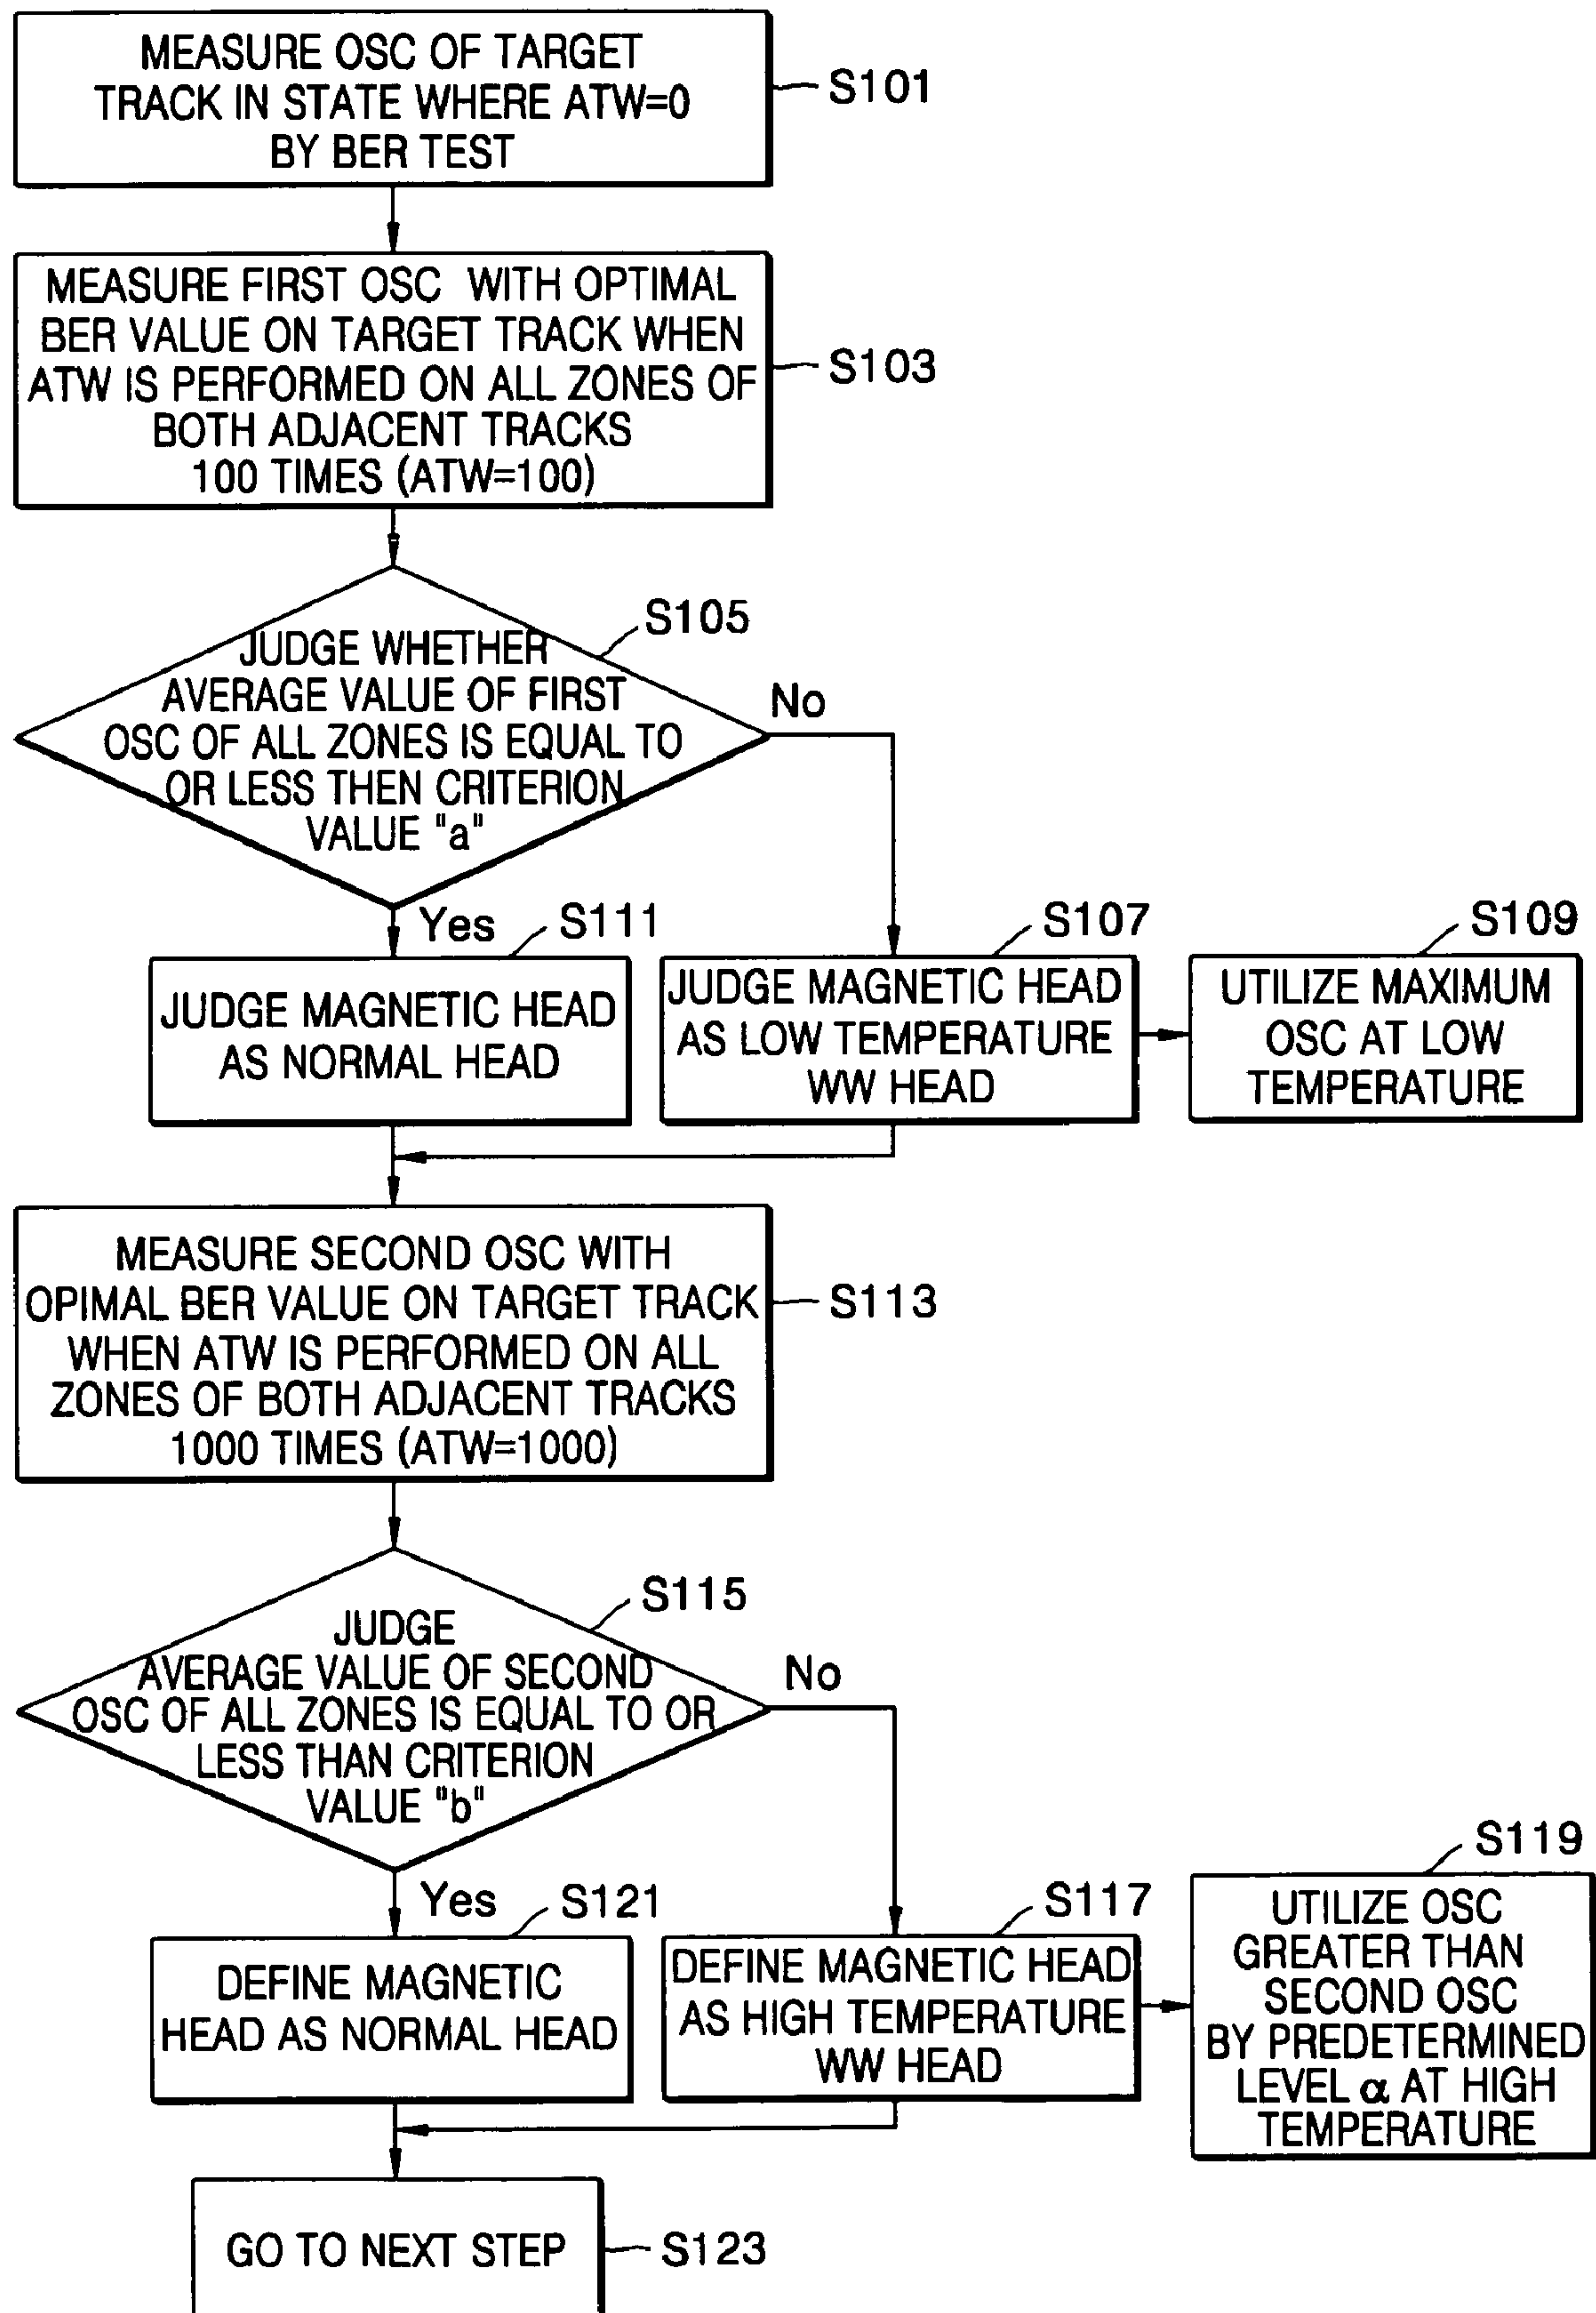 MEASURE OSC OF TARGET
TRACK IN STATE WHERE ATW=0
BY BER TEST
S101
MEASURE FIRST OSC WITH OPTIMAL
BER VALUE ON TARGET TRACK WHEN
ATW IS PERFORMED ON ALL ZONES OF
BOTH ADJACENT TRACKS
100 TIMES (ATW=100)
S103
S105
JUDGE WHETHER
AVERAGE VALUE OF FIRST
OSC OF ALL ZONES IS EQUAL TO
OR LESS THEN CRITERION
VALUE "a"
No
Yes
S111
JUDGE MAGNETIC HEAD
AS NORMAL HEAD
S107
JUDGE MAGNETIC HEAD
AS LOW TEMPERATURE
WW HEAD
S109
UTILIZE MAXIMUM
OSC AT LOW
TEMPERATURE
MEASURE SECOND OSC WITH
OPIMAL BER VALUE ON TARGET TRACK
WHEN ATW IS PERFORMED ON ALL
ZONES OF BOTH ADJACENT TRACKS
1000 TIMES (ATW=1000)
S113
S115
JUDGE
AVERAGE VALUE OF SECOND
OSC OF ALL ZONES IS EQUAL TO OR
LESS THAN CRITERION
VALUE "b"
No
Yes
S121
DEFINE MAGNETIC
HEAD AS NORMAL HEAD
S117
DEFINE MAGNETIC HEAD
AS HIGH TEMPERATURE
WW HEAD
S119
UTILIZE OSC
GREATER THAN
SECOND OSC
BY PREDETERMINED
LEVEL α AT HIGH
TEMPERATURE
GO TO NEXT STEP
S123